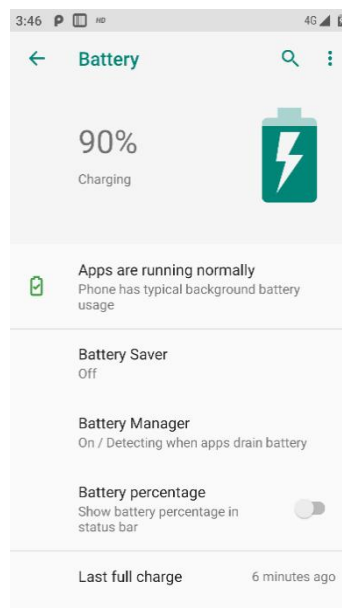 3:46 HD 4G
Battery
90%
Charging
Apps are running normally
Phone has typical background battery
usage
Battery Saver
Off
Battery Manager
On / Detecting when apps drain battery
Battery percentage
Show battery percentage in
status bar
Last full charge 6 minutes ago